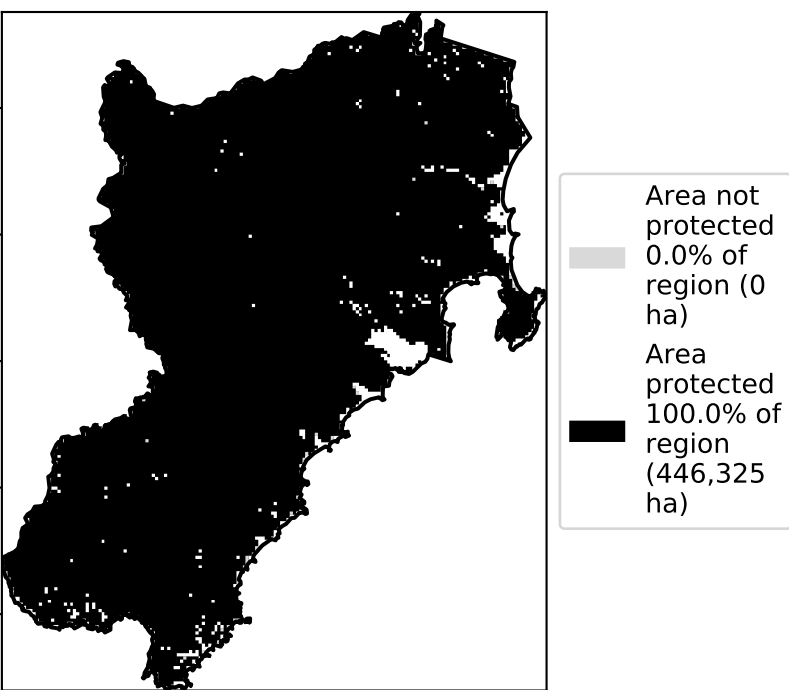 Area not
protected
0.0% of
region (0
ha)
Area
protected
100.0% of
region
(446,325
ha)